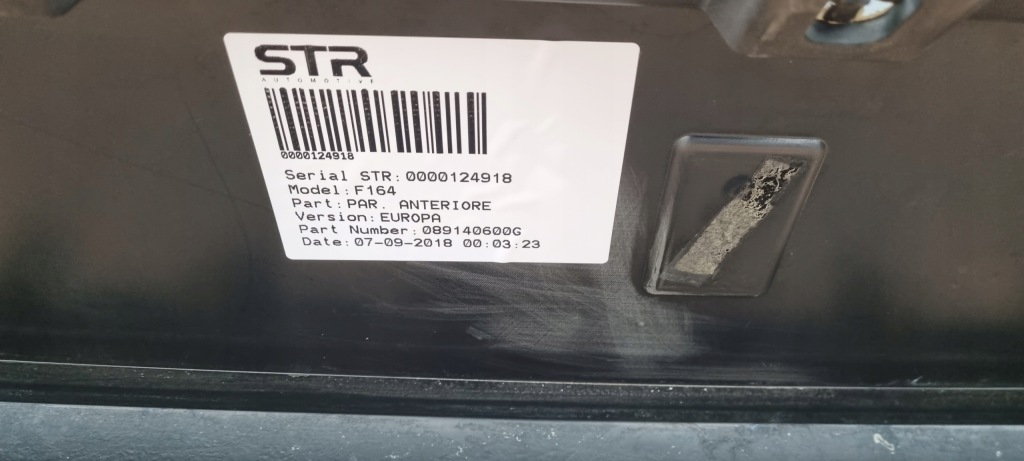 STR
AUTOMOTIVE
0000124918
Serial STR: 0000124918
Model: F164
Part: PAR. ANTERIORE
Version: EUROPA
Part Number: 089140600G
Date: 07-09-2018 00:03:23